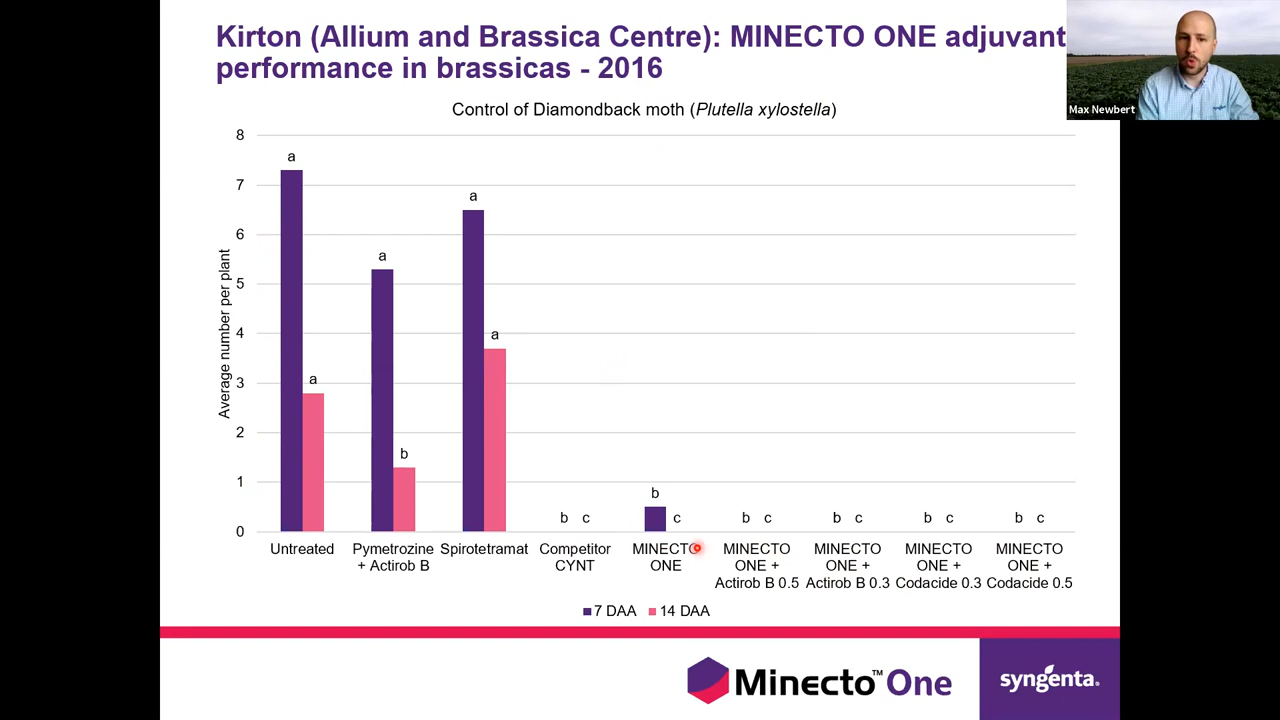 Kirton (Allium and Brassica Centre): MINECTO ONE adjuvant
performance in brassicas - 2016
Max Newbert
Control of Diamondback moth (Plutella xylostella)
Average number per plant
8
7
6
5
4
3
2
1
0
a
a
a
b
a
a
b c
b
c
b c
b c
b c
b c
Untreated
Pymetrozine
+ Actirob B
Spirotetramat
Competitor
CYNT
MINECTO
ONE
MINECTO
ONE +
Actirob B 0.5
MINECTO
ONE +
Actirob B 0.3
MINECTO
ONE +
Codacide 0.3
MINECTO
ONE +
Codacide 0.5
7 DAA 14 DAA
Minecto™ One
syngenta®